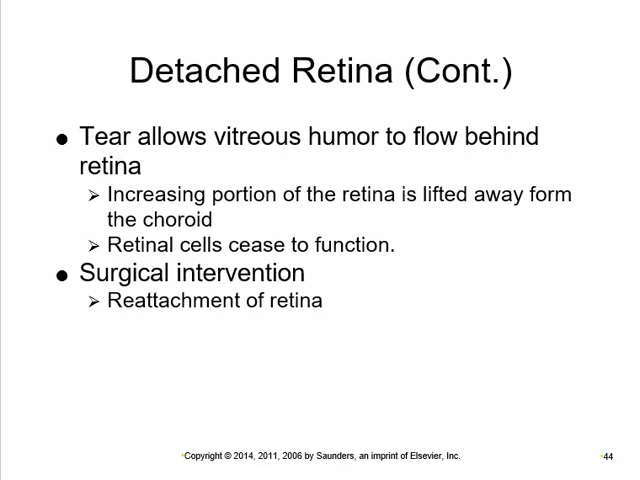 Detached Retina (Cont.)
● Tear allows vitreous humor to flow behind
retina
➢ Increasing portion of the retina is lifted away form
the choroid
➢ Retinal cells cease to function.
● Surgical intervention
➢ Reattachment of retina
•Copyright © 2014, 2011, 2006 by Saunders, an imprint of Elsevier, Inc.
•44